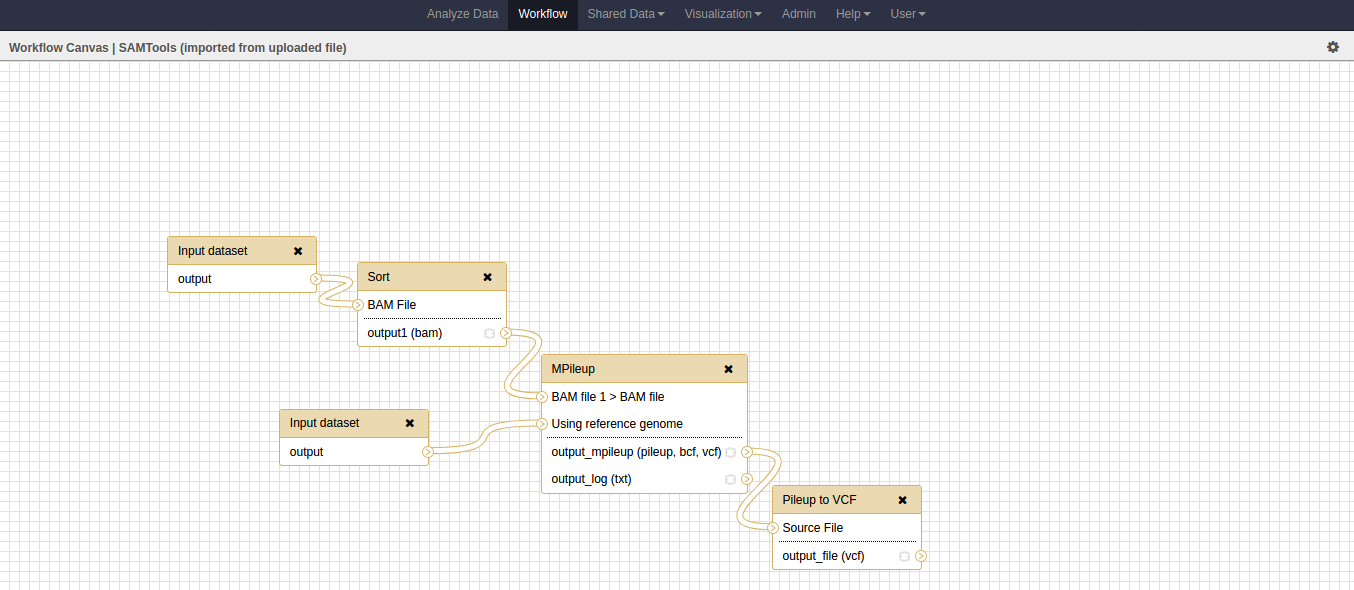 Analyze Data Workflow Shared Data Visualization Admin Help User
Workflow Canvas | SAMTools (imported from uploaded file)
Input dataset
output
Sort
BAM File
output1 (bam)
MPileup
BAM file 1 > BAM file
Using reference genome
output_mpileup (pileup, bcf, vcf)
output_log (txt)
Input dataset
output
Pileup to VCF
Source File
output_file (vcf)